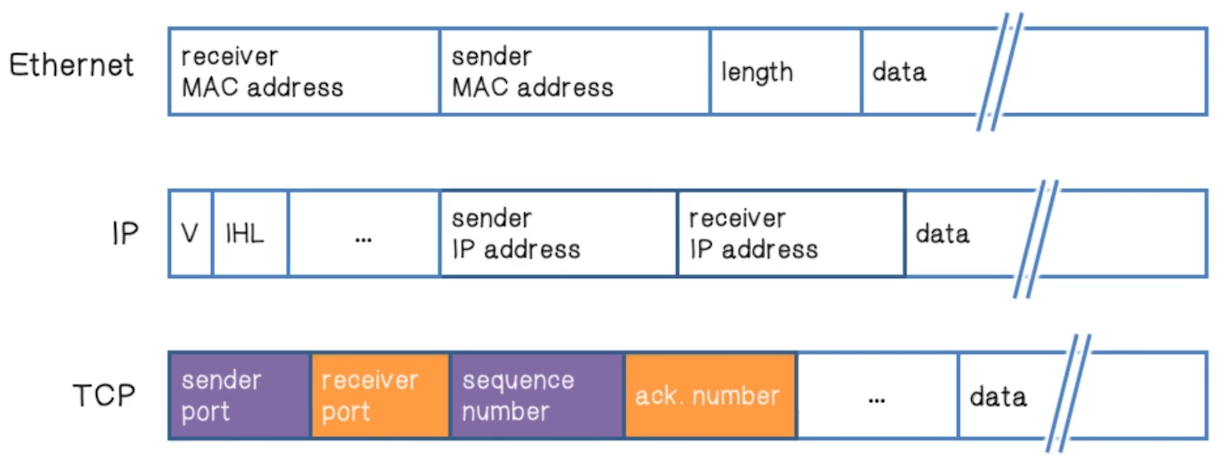 Ethernet
receiver
MAC address
sender
MAC address
length
data
IP
V
IHL
...
sender
IP address
receiver
IP address
data
TCP
sender
port
receiver
port
sequence
number
ack. number
...
data